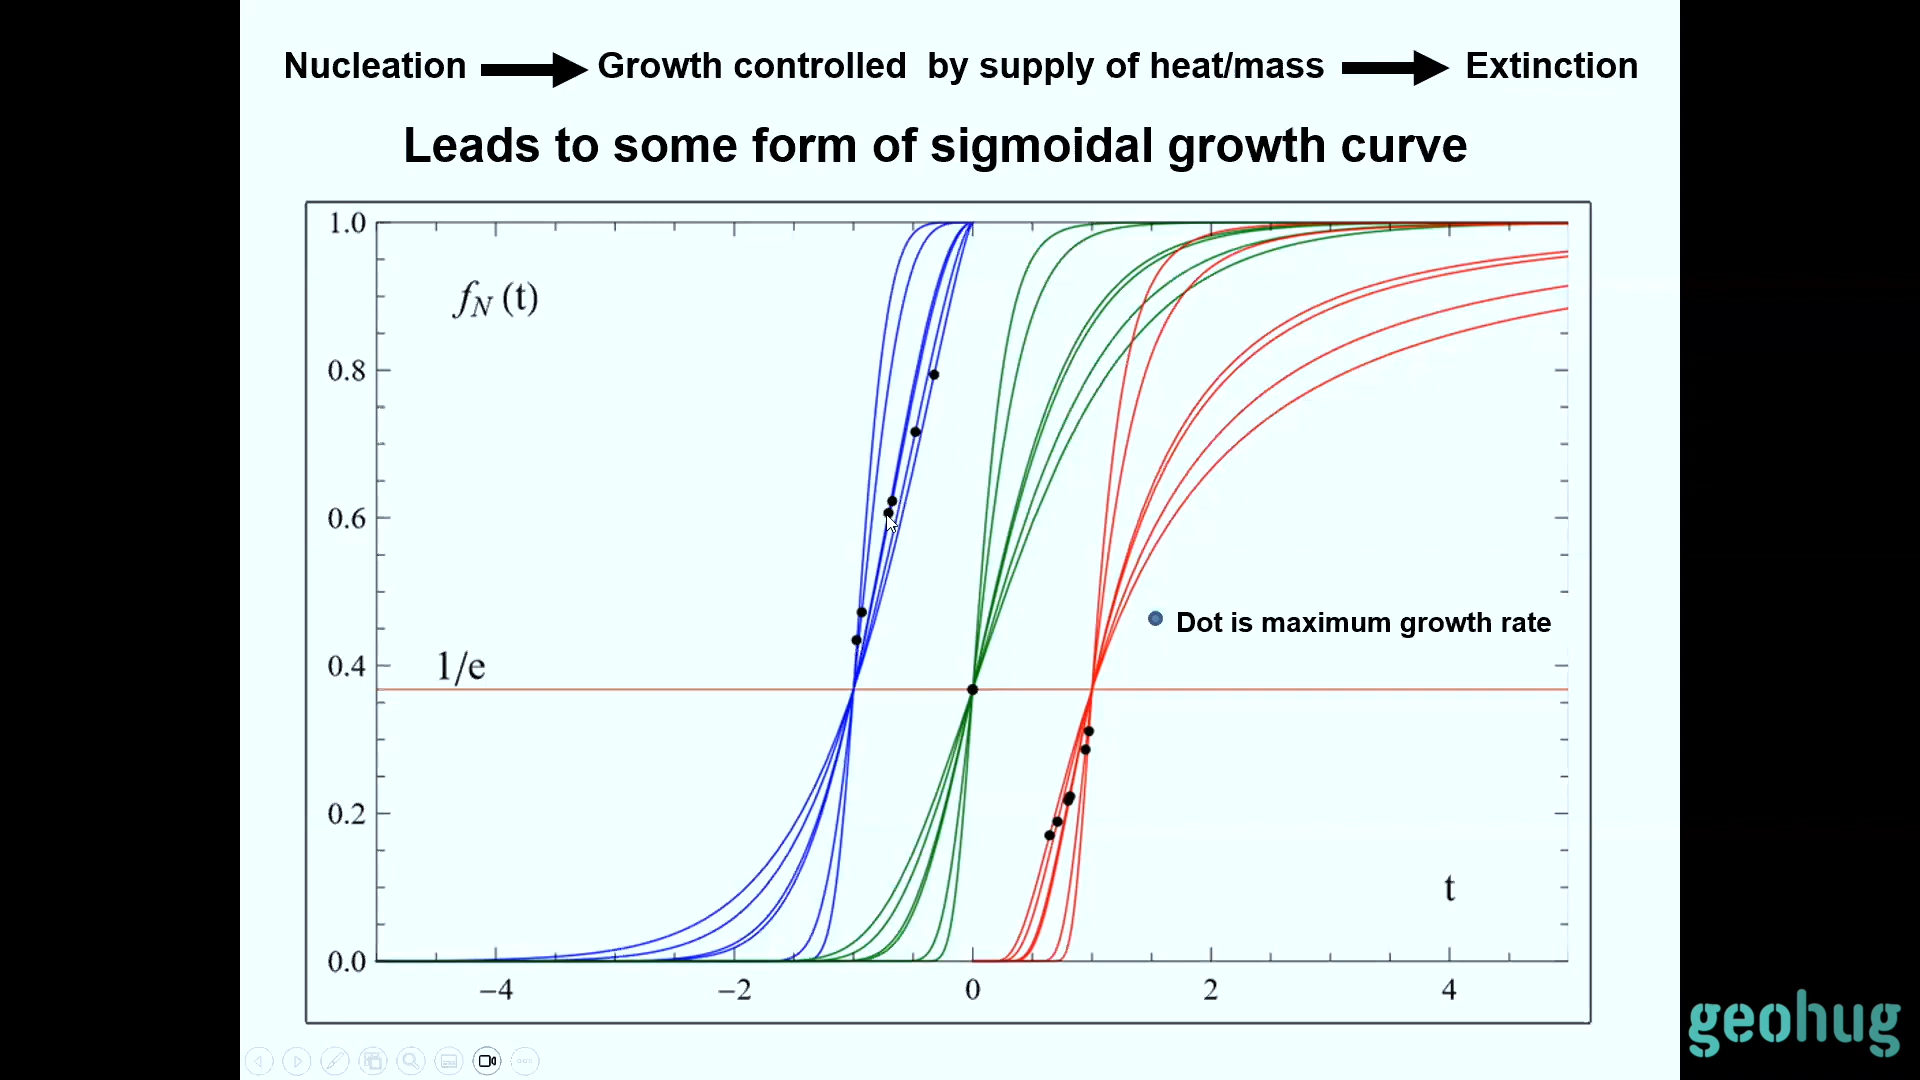 Nucleation Growth controlled by supply of heat/mass Extinction
Leads to some form of sigmoidal growth curve
1.0
f_N (t)
0.8
0.6
Dot is maximum growth rate
1/e
0.4
0.2
t
0.0
−4 −2 0 2 4
geohug